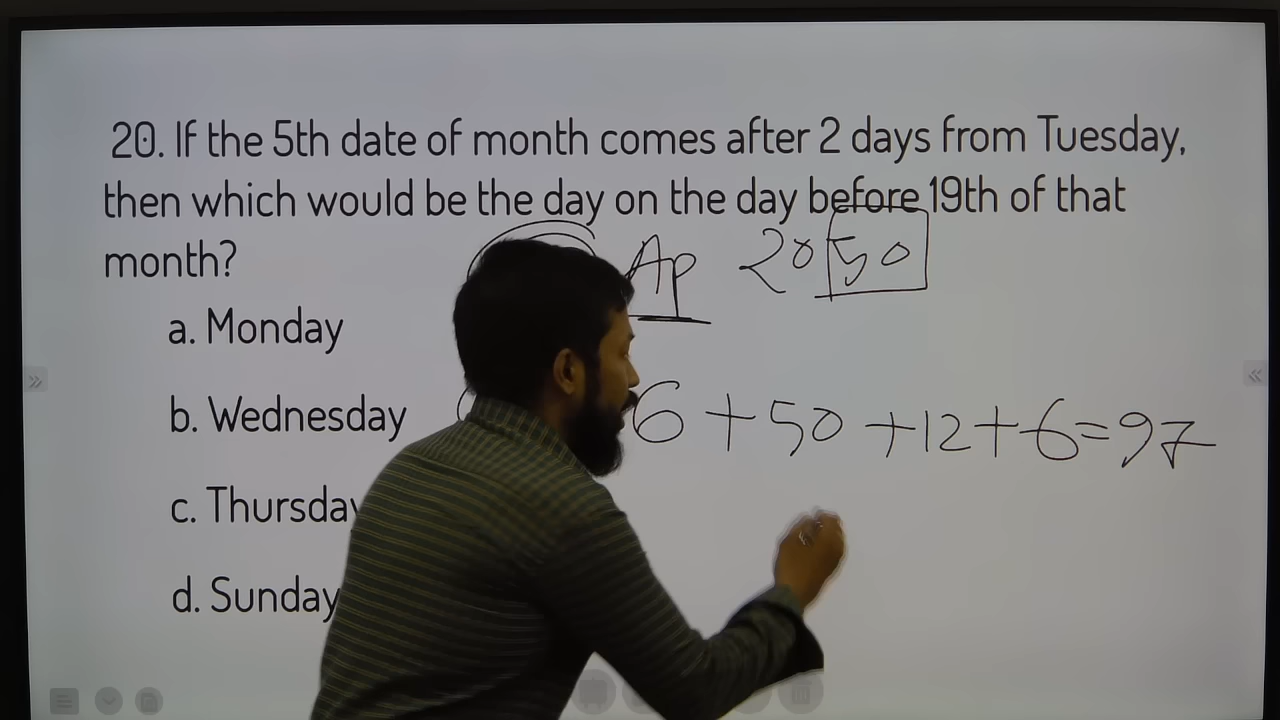 20. If the 5th date of month comes after 2 days from Tuesday,
then which would be the day on the day before 19th of that
month?
Ap 2050
a. Monday
b. Wednesday
6 + 50 + 12 + 6 = 97
c. Thursday
d. Sunday